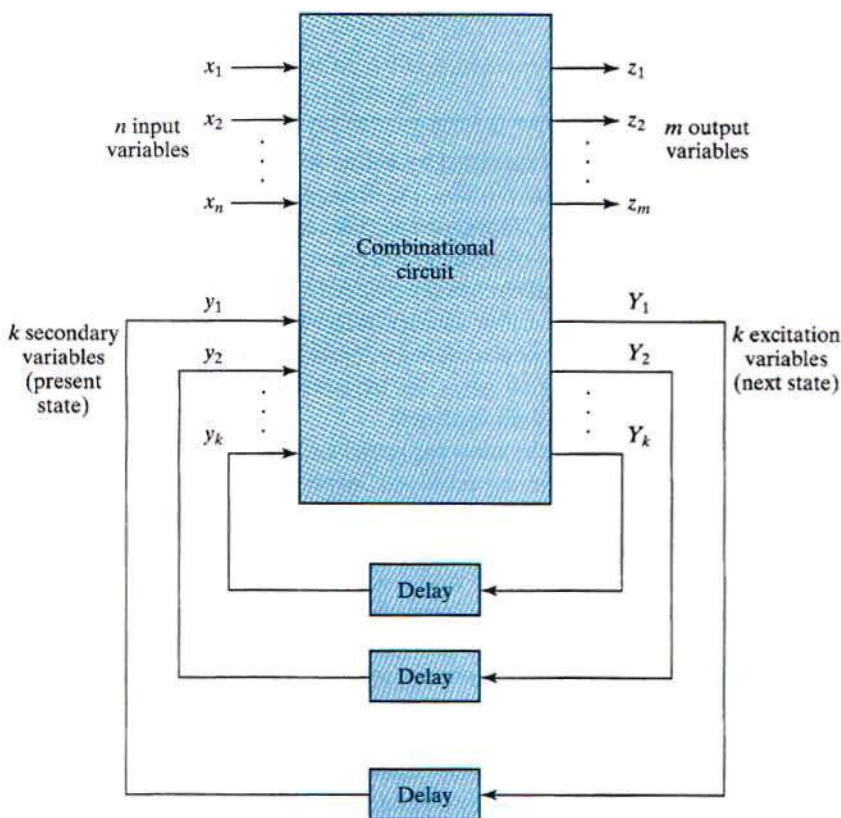 x₁
z₁
n input
variables
x₂
z₂
m output
variables
xₙ
zₘ
Combinational
circuit
k secondary
variables
(present
state)
y₁
Y₁
k excitation
variables
(next state)
y₂
Y₂
yₖ
Yₖ
Delay
Delay
Delay